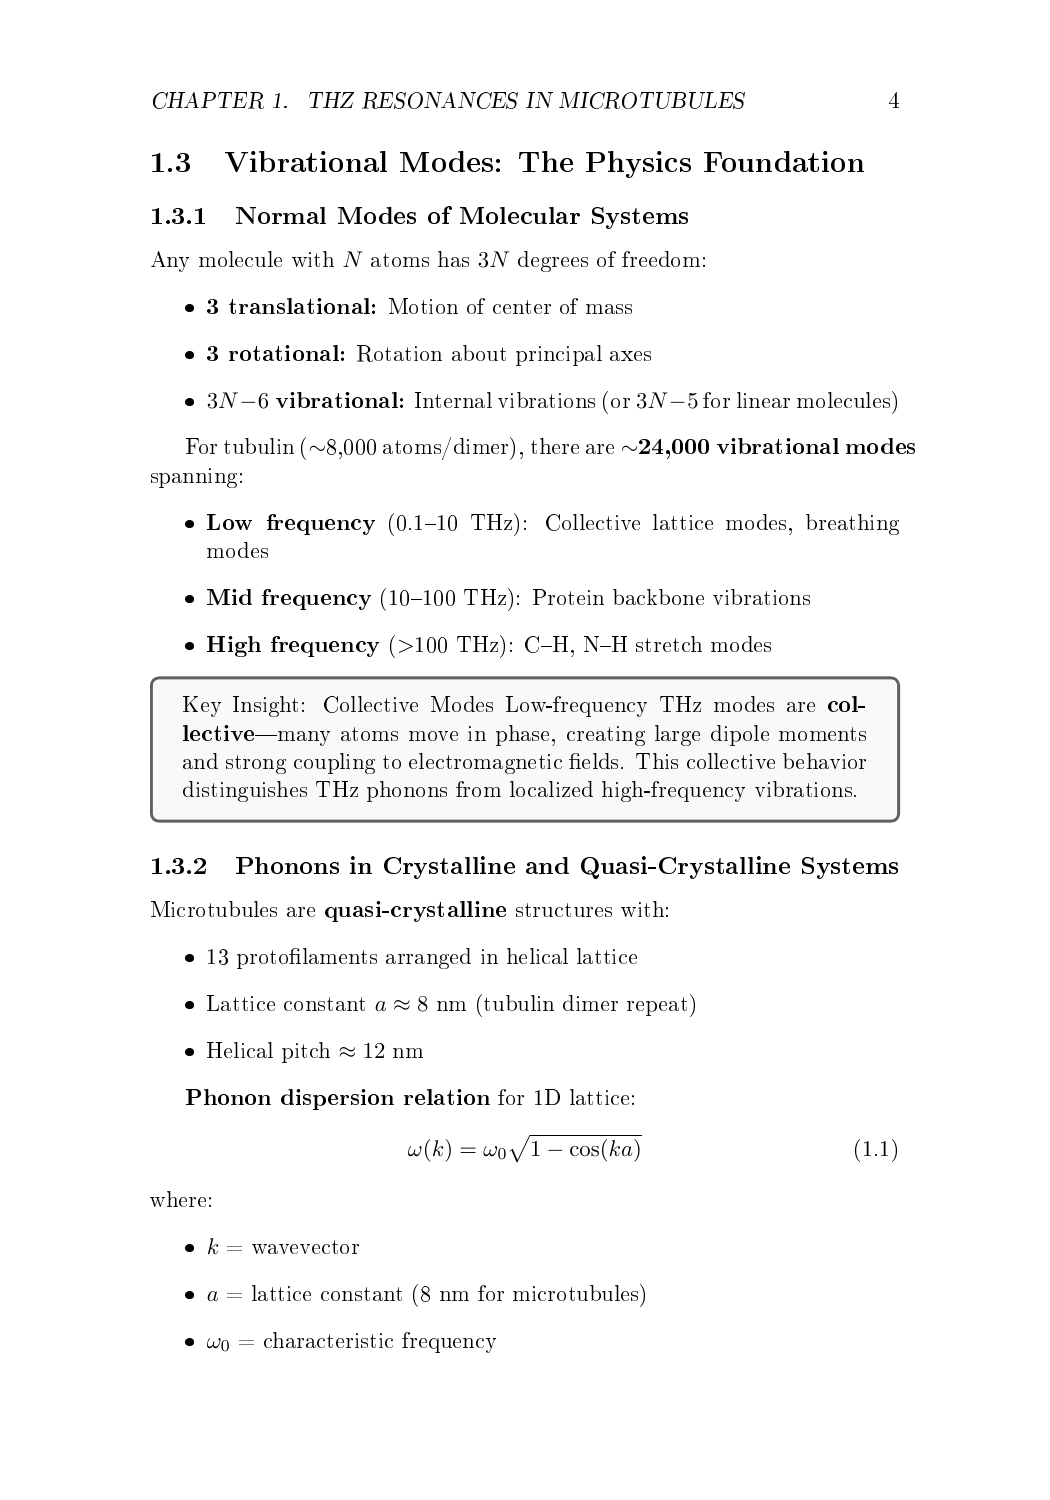 CHAPTER 1. THZ RESONANCES IN MICROTUBULES 4
1.3 Vibrational Modes: The Physics Foundation
1.3.1 Normal Modes of Molecular Systems
Any molecule with N atoms has 3N degrees of freedom:
• 3 translational: Motion of center of mass
• 3 rotational: Rotation about principal axes
• 3N−6 vibrational: Internal vibrations (or 3N−5 for linear molecules)
For tubulin (∼8,000 atoms/dimer), there are ∼24,000 vibrational modes
spanning:
• Low frequency (0.1–10 THz): Collective lattice modes, breathing
modes
• Mid frequency (10–100 THz): Protein backbone vibrations
• High frequency (>100 THz): C–H, N–H stretch modes
Key Insight: Collective Modes Low-frequency THz modes are col-
lective—many atoms move in phase, creating large dipole moments
and strong coupling to electromagnetic fields. This collective behavior
distinguishes THz phonons from localized high-frequency vibrations.
1.3.2 Phonons in Crystalline and Quasi-Crystalline Systems
Microtubules are quasi-crystalline structures with:
• 13 protofilaments arranged in helical lattice
• Lattice constant a ≈ 8 nm (tubulin dimer repeat)
• Helical pitch ≈ 12 nm
Phonon dispersion relation for 1D lattice:
ω(k) = ω₀√(1 − cos(ka)) (1.1)
where:
• k = wavevector
• a = lattice constant (8 nm for microtubules)
• ω₀ = characteristic frequency